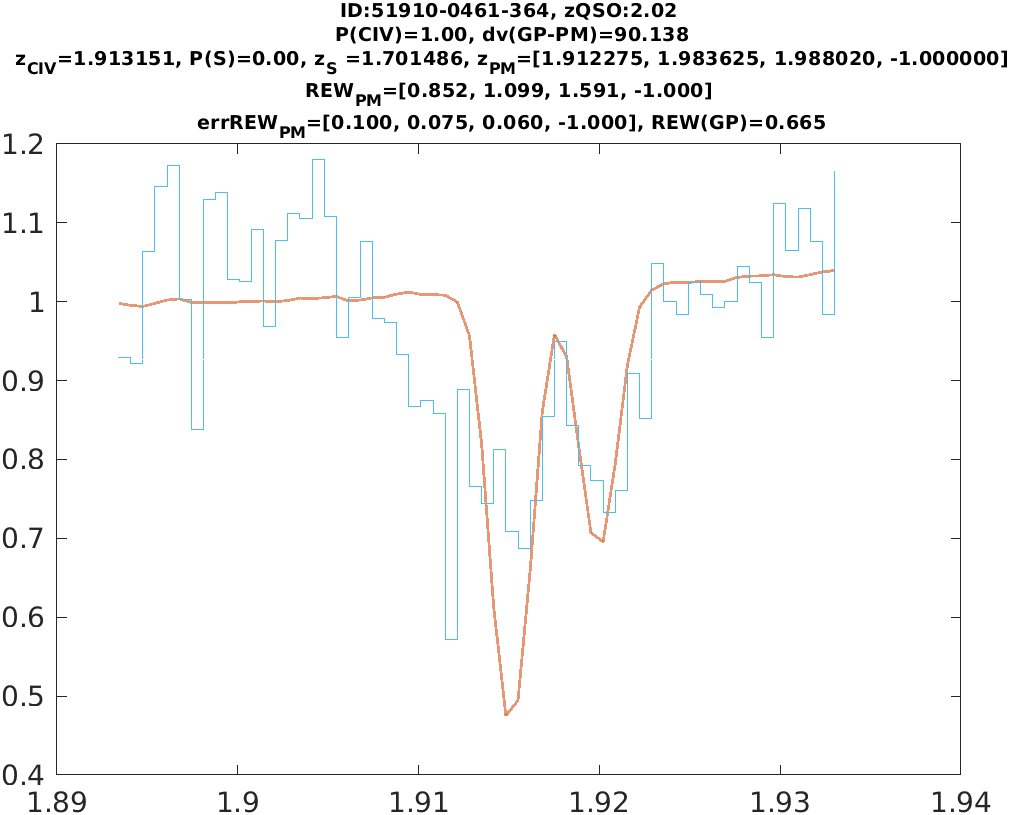 ID:51910-0461-364, zQSO:2.02
P(CIV)=1.00, dv(GP-PM)=90.138
zCIV=1.913151, P(S)=0.00, zS =1.701486, zPM=[1.912275, 1.983625, 1.988020, -1.000000]
REWPM=[0.852, 1.099, 1.591, -1.000]
errREWPM=[0.100, 0.075, 0.060, -1.000], REW(GP)=0.665
1.2
1.1
1
0.9
0.8
0.7
0.6
0.5
0.4
1.89 1.9 1.91 1.92 1.93 1.94